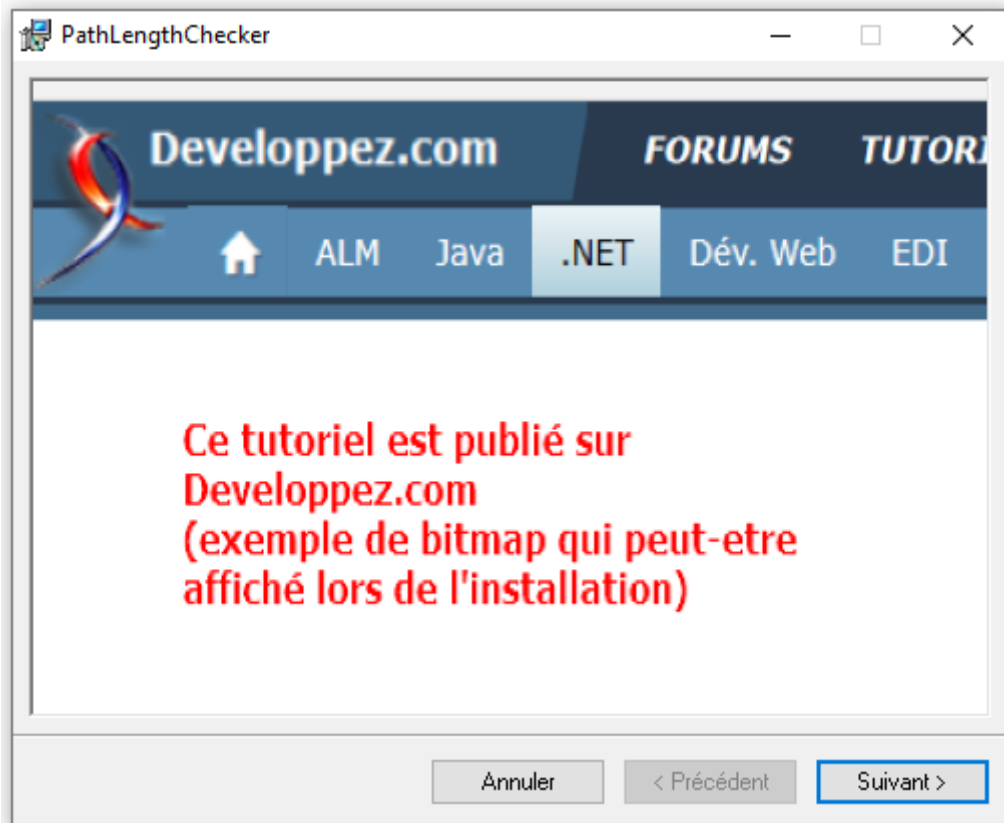 PathLengthChecker
Developpez.com FORUMS
ALM Java .NET Dév. Web EDI
Ce tutoriel est publié sur
Developpez.com
(exemple de bitmap qui peut-etre
affiché lors de l'installation)
Annuler < Précédent Suivant >